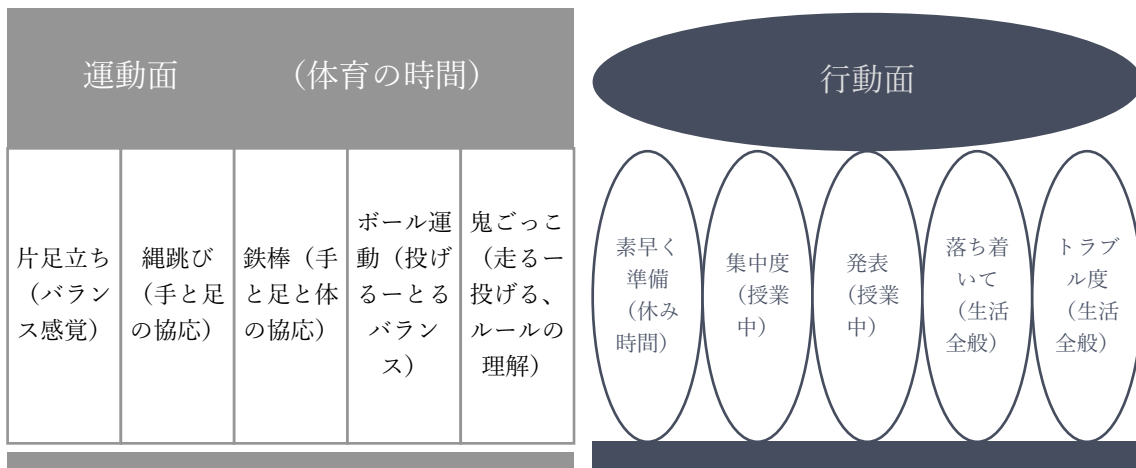 運動面　　　　（体育の時間）
片足立ち
（バラン
ス感覚）
縄跳び
（手と足
の協応）
鉄棒（手
と足と体
の協応）
ボール運
動（投げ
るーとる
バラン
ス）
鬼ごっこ
（走るー
投げる、
ルールの
理解）
行動面
素早く
準備
（休み
時間）
集中度
（授業
中）
発表
（授業
中）
落ち着
いて
（生活
全般）
トラブ
ル度
（生活
全般）